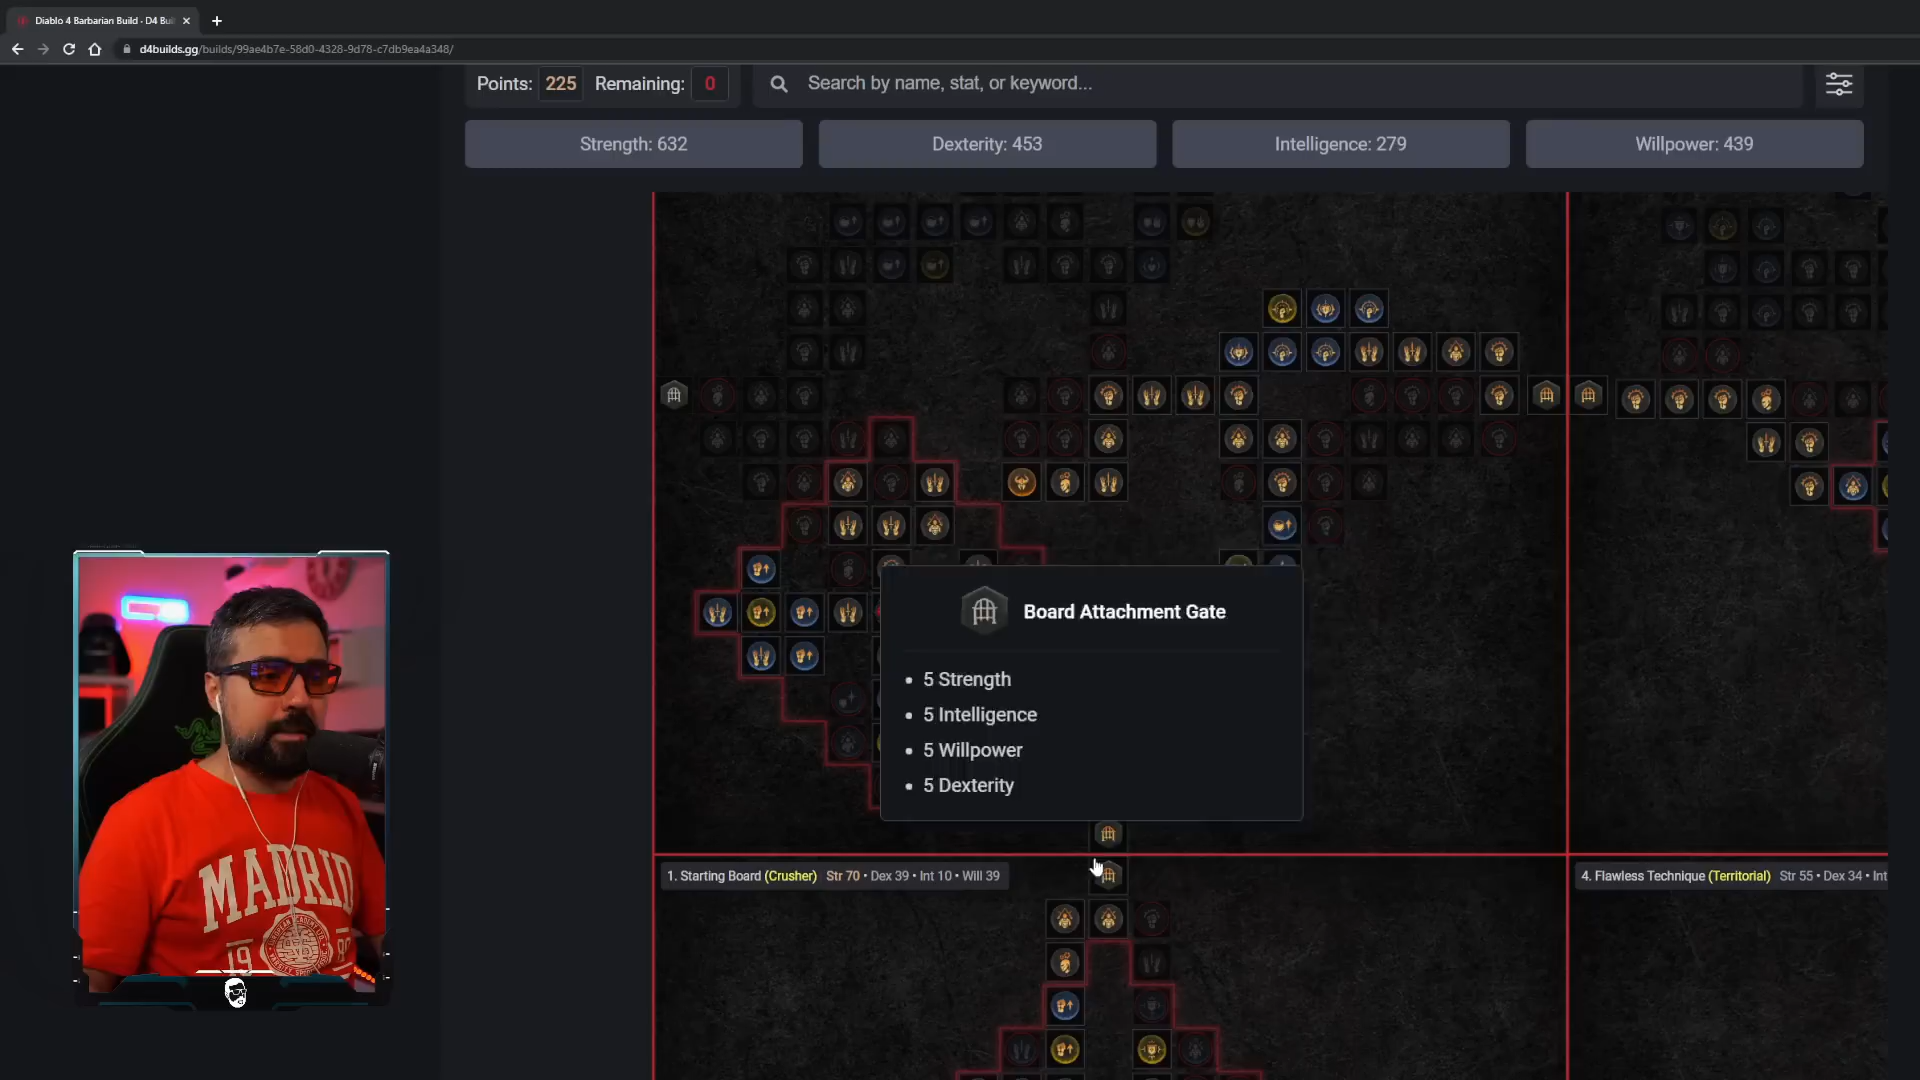 Diablo 4 Barbarian Build - D4 Bui
d4builds.gg/builds/99ae4b7e-58d0-4328-9d78-c7db9ea4a348/
Points: 225 Remaining: 0
Search by name, stat, or keyword...
Strength: 632
Dexterity: 453
Intelligence: 279
Willpower: 439
Board Attachment Gate
• 5 Strength
• 5 Intelligence
• 5 Willpower
• 5 Dexterity
1. Starting Board (Crusher) Str 70 • Dex 39 • Int 10 • Will 39
4. Flawless Technique (Territorial) Str 55 • Dex 34 • Int
MADRID
19